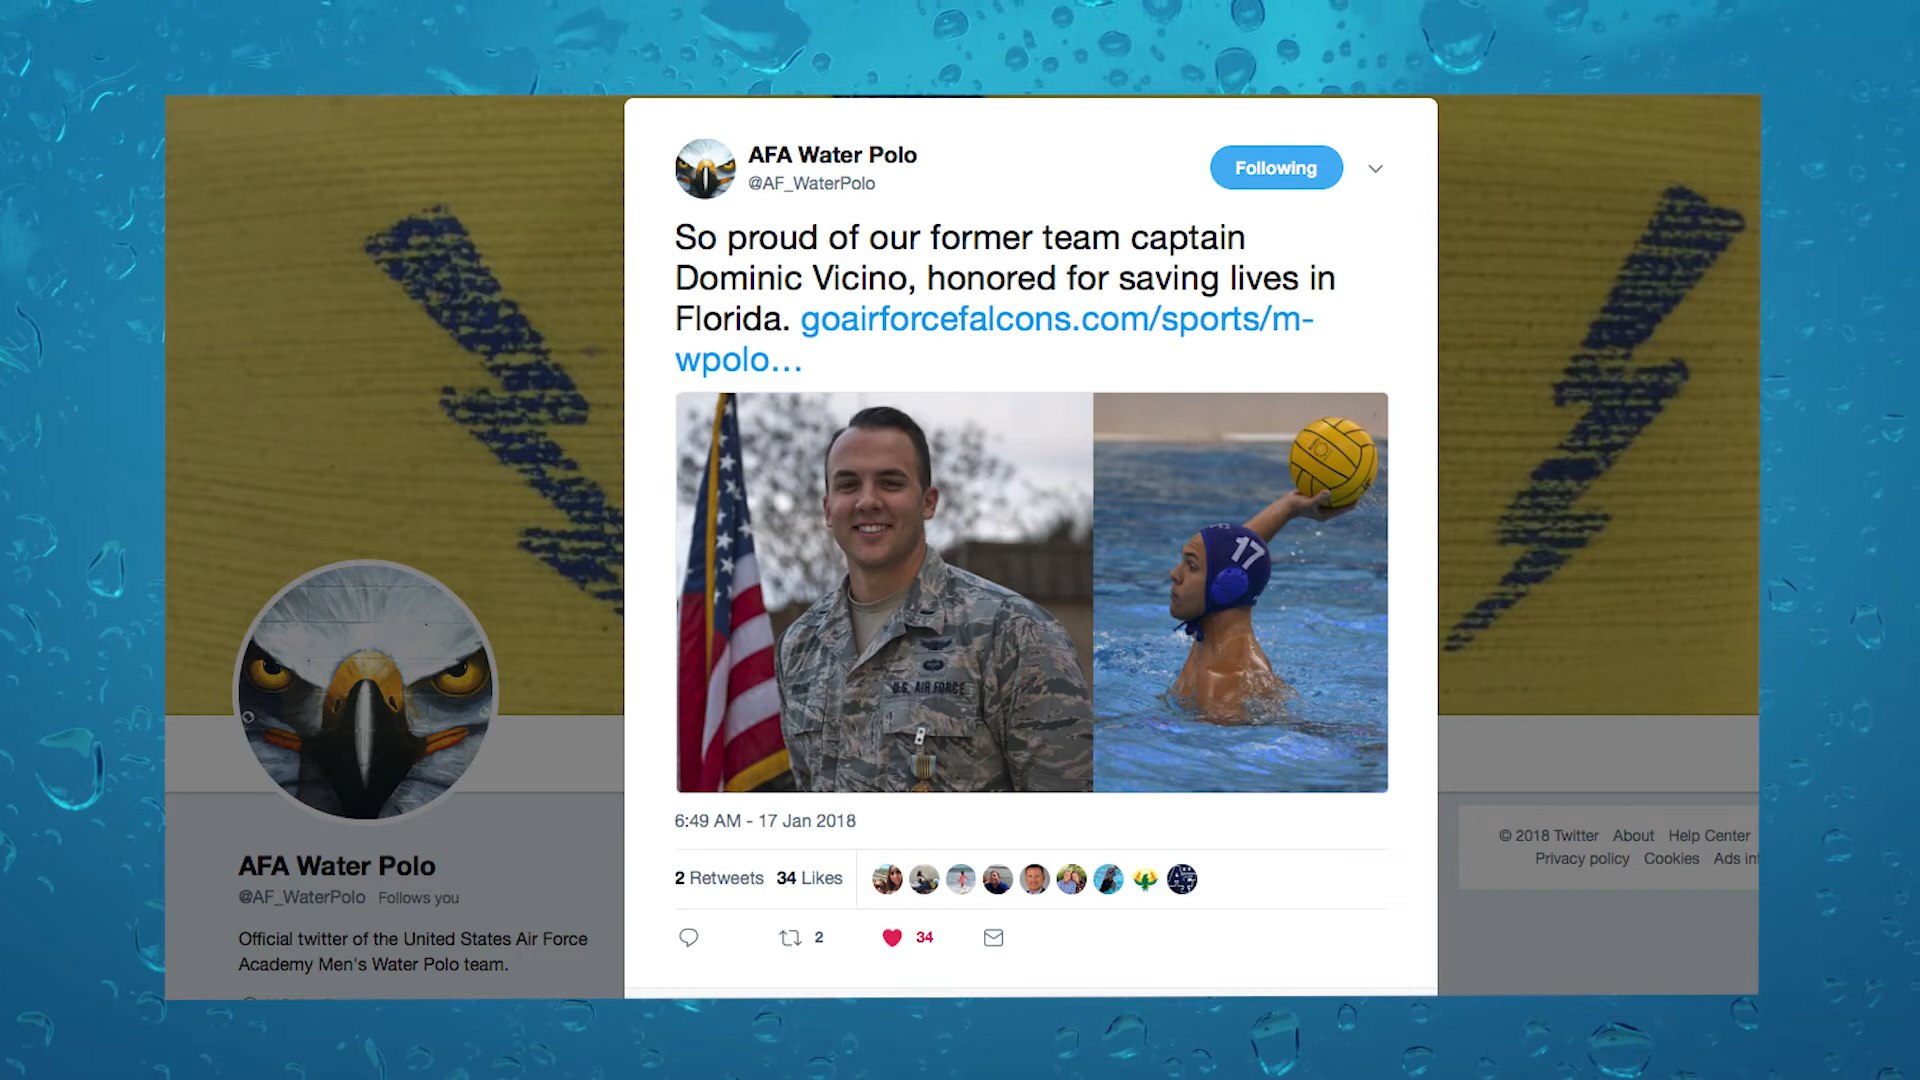 AFA Water Polo
@AF_WaterPolo
Following
So proud of our former team captain
Dominic Vicino, honored for saving lives in
Florida. goairforcefalcons.com/sports/m-
wpolo…
U.S. AIR FORCE
17
6:49 AM - 17 Jan 2018
2 Retweets 34 Likes
2
34
AFA Water Polo
@AF_WaterPolo Follows you
Official twitter of the United States Air Force
Academy Men's Water Polo team.
© 2018 Twitter About Help Center
Privacy policy Cookies Ads